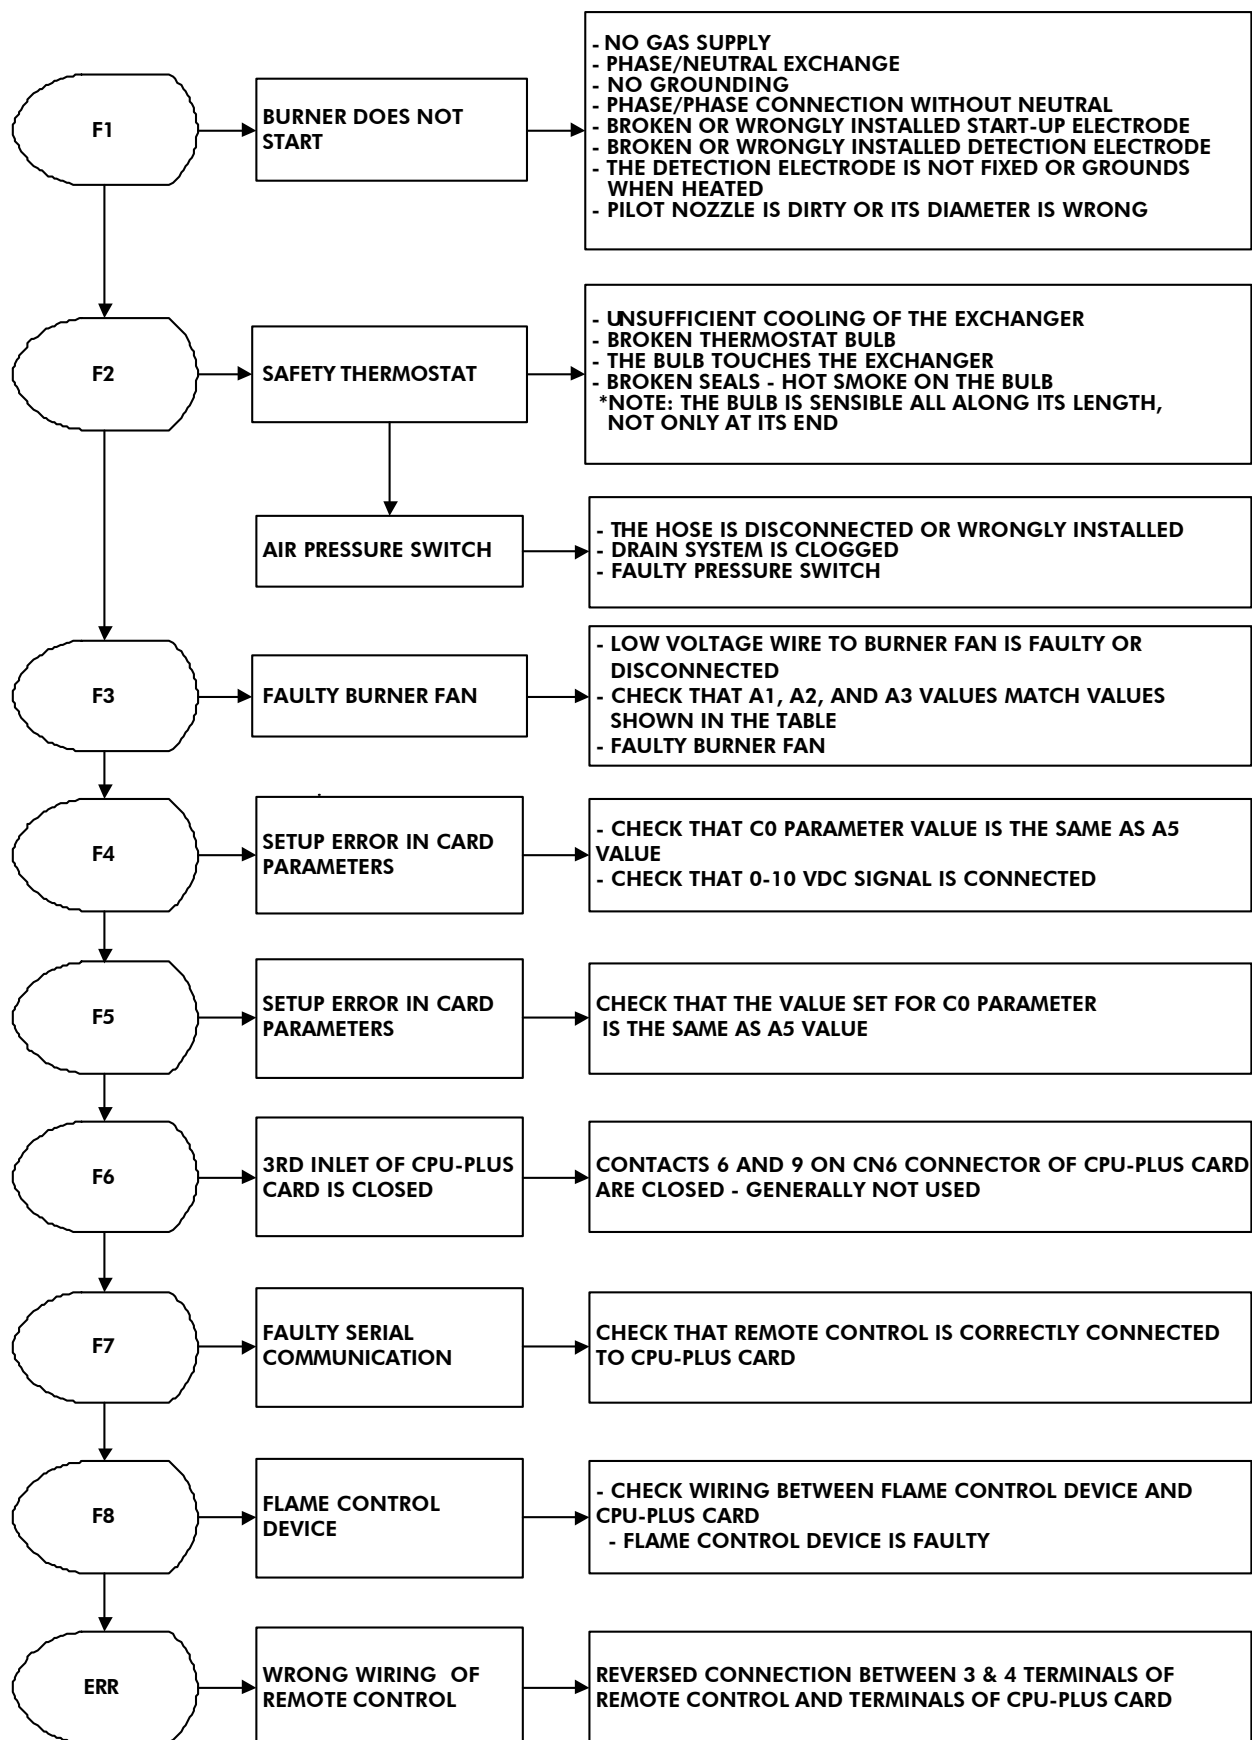 F1
BURNER DOES NOT
START
- NO GAS SUPPLY
- PHASE/NEUTRAL EXCHANGE
- NO GROUNDING
- PHASE/PHASE CONNECTION WITHOUT NEUTRAL
- BROKEN OR WRONGLY INSTALLED START-UP ELECTRODE
- BROKEN OR WRONGLY INSTALLED DETECTION ELECTRODE
- THE DETECTION ELECTRODE IS NOT FIXED OR GROUNDS
WHEN HEATED
- PILOT NOZZLE IS DIRTY OR ITS DIAMETER IS WRONG
F2
SAFETY THERMOSTAT
- UNSUFFICIENT COOLING OF THE EXCHANGER
- BROKEN THERMOSTAT BULB
- THE BULB TOUCHES THE EXCHANGER
- BROKEN SEALS - HOT SMOKE ON THE BULB
*NOTE: THE BULB IS SENSIBLE ALL ALONG ITS LENGTH,
NOT ONLY AT ITS END
AIR PRESSURE SWITCH
- THE HOSE IS DISCONNECTED OR WRONGLY INSTALLED
- DRAIN SYSTEM IS CLOGGED
- FAULTY PRESSURE SWITCH
F3
FAULTY BURNER FAN
- LOW VOLTAGE WIRE TO BURNER FAN IS FAULTY OR
DISCONNECTED
- CHECK THAT A1, A2, AND A3 VALUES MATCH VALUES
SHOWN IN THE TABLE
- FAULTY BURNER FAN
F4
SETUP ERROR IN CARD
PARAMETERS
- CHECK THAT C0 PARAMETER VALUE IS THE SAME AS A5
VALUE
- CHECK THAT 0-10 VDC SIGNAL IS CONNECTED
F5
SETUP ERROR IN CARD
PARAMETERS
CHECK THAT THE VALUE SET FOR C0 PARAMETER
IS THE SAME AS A5 VALUE
F6
3RD INLET OF CPU-PLUS
CARD IS CLOSED
CONTACTS 6 AND 9 ON CN6 CONNECTOR OF CPU-PLUS CARD
ARE CLOSED - GENERALLY NOT USED
F7
FAULTY SERIAL
COMMUNICATION
CHECK THAT REMOTE CONTROL IS CORRECTLY CONNECTED
TO CPU-PLUS CARD
F8
FLAME CONTROL
DEVICE
- CHECK WIRING BETWEEN FLAME CONTROL DEVICE AND
CPU-PLUS CARD
- FLAME CONTROL DEVICE IS FAULTY
ERR
WRONG WIRING OF
REMOTE CONTROL
REVERSED CONNECTION BETWEEN 3 & 4 TERMINALS OF
REMOTE CONTROL AND TERMINALS OF CPU-PLUS CARD